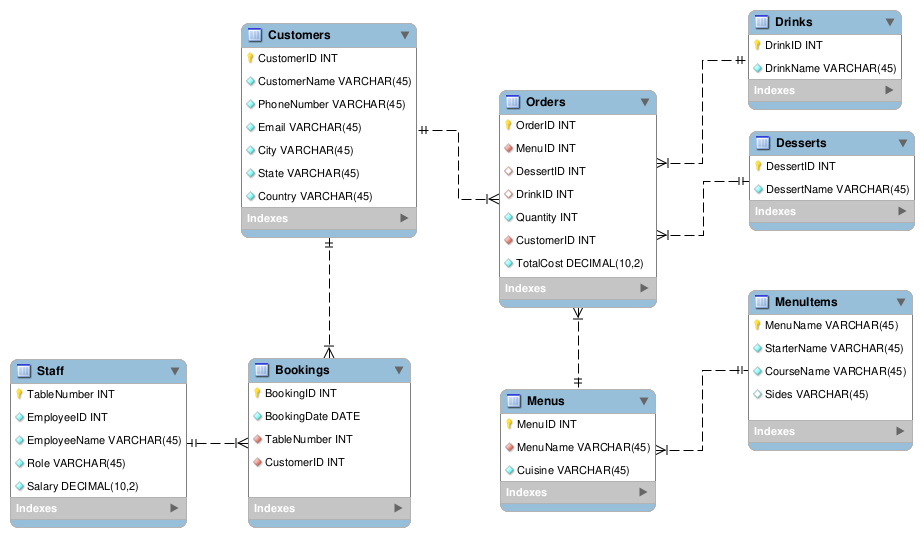 Customers
CustomerID INT
CustomerName VARCHAR(45)
PhoneNumber VARCHAR(45)
Email VARCHAR(45)
City VARCHAR(45)
State VARCHAR(45)
Country VARCHAR(45)
Indexes
Orders
OrderID INT
MenuID INT
DessertID INT
DrinkID INT
Quantity INT
CustomerID INT
TotalCost DECIMAL(10,2)
Indexes
Drinks
DrinkID INT
DrinkName VARCHAR(45)
Indexes
Desserts
DessertID INT
DessertName VARCHAR(45)
Indexes
MenuItems
MenuName VARCHAR(45)
StarterName VARCHAR(45)
CourseName VARCHAR(45)
Sides VARCHAR(45)
Indexes
Staff
TableNumber INT
EmployeeID INT
EmployeeName VARCHAR(45)
Role VARCHAR(45)
Salary DECIMAL(10,2)
Indexes
Bookings
BookingID INT
BookingDate DATE
TableNumber INT
CustomerID INT
Indexes
Menus
MenuID INT
MenuName VARCHAR(45)
Cuisine VARCHAR(45)
Indexes